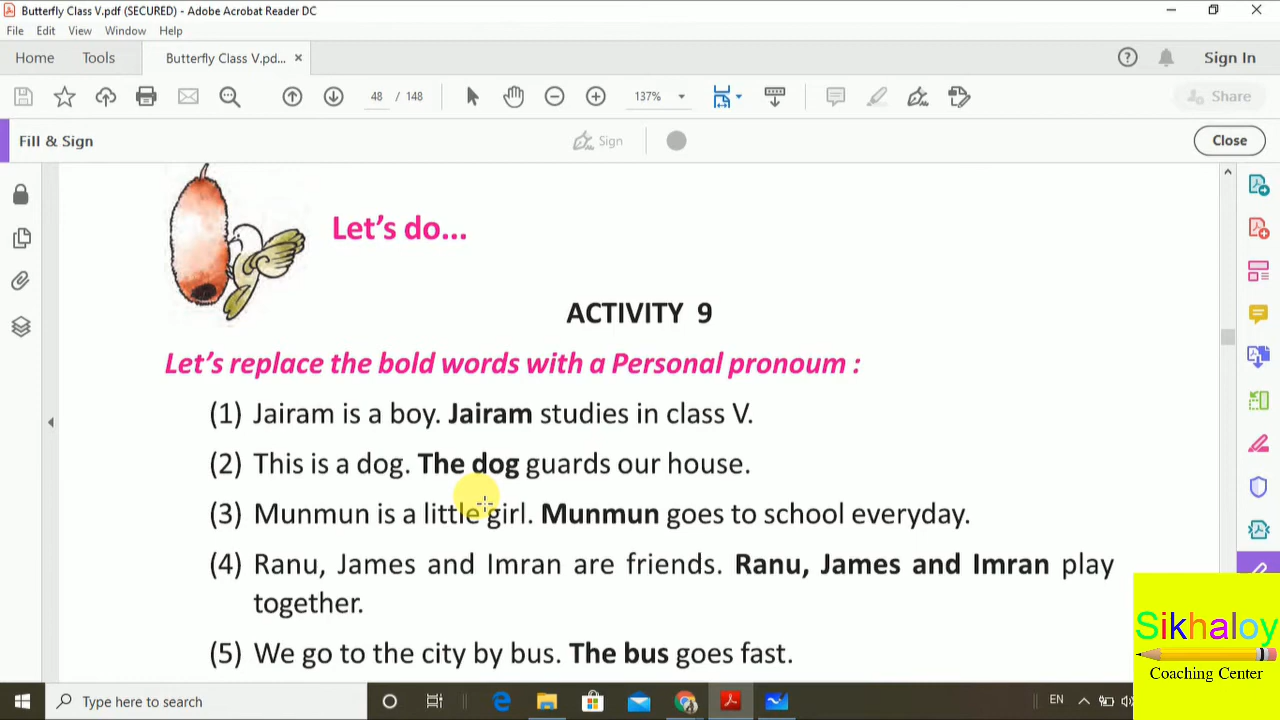 Butterfly Class V.pdf (SECURED) - Adobe Acrobat Reader DC
File Edit View Window Help
Home Tools Butterfly Class V.pd... ×
Sign In
48 / 148 137% Share
Fill & Sign Sign Close
Let's do...
ACTIVITY 9
Let's replace the bold words with a Personal pronoum :
(1) Jairam is a boy. Jairam studies in class V.
(2) This is a dog. The dog guards our house.
(3) Munmun is a little girl. Munmun goes to school everyday.
(4) Ranu, James and Imran are friends. Ranu, James and Imran play
together.
(5) We go to the city by bus. The bus goes fast.
Sikhaloy
Coaching Center
Type here to search EN